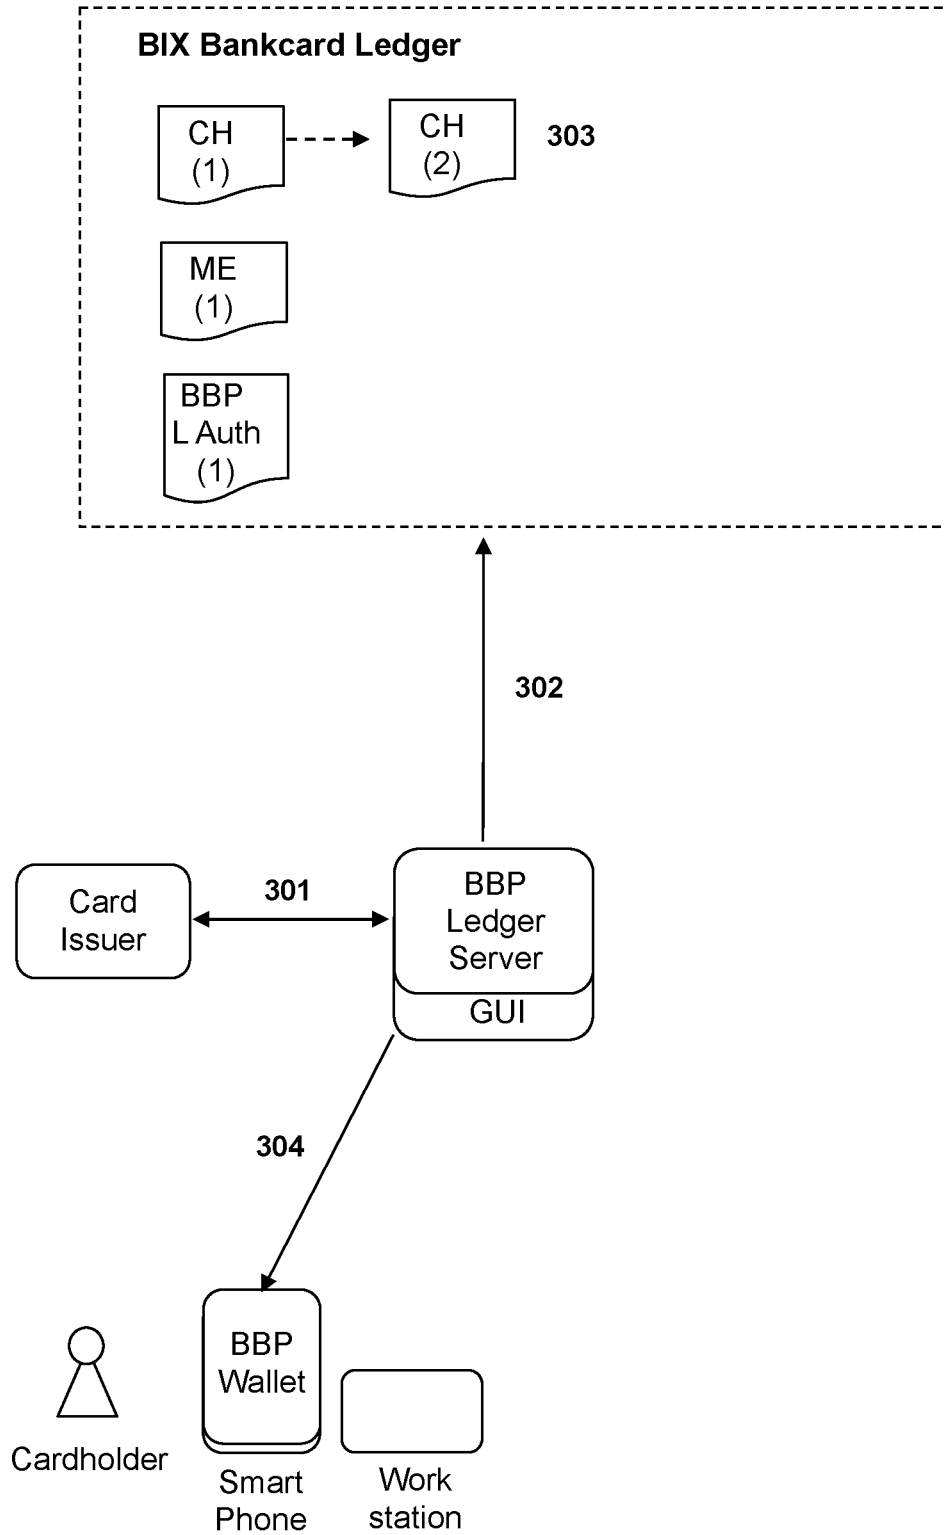 BIX Bankcard Ledger
CH
(1)
CH
(2)
303
ME
(1)
BBP
L Auth
(1)
302
Card
Issuer
301
BBP
Ledger
Server
GUI
304
BBP
Wallet
Cardholder
Smart
Phone
Work
station